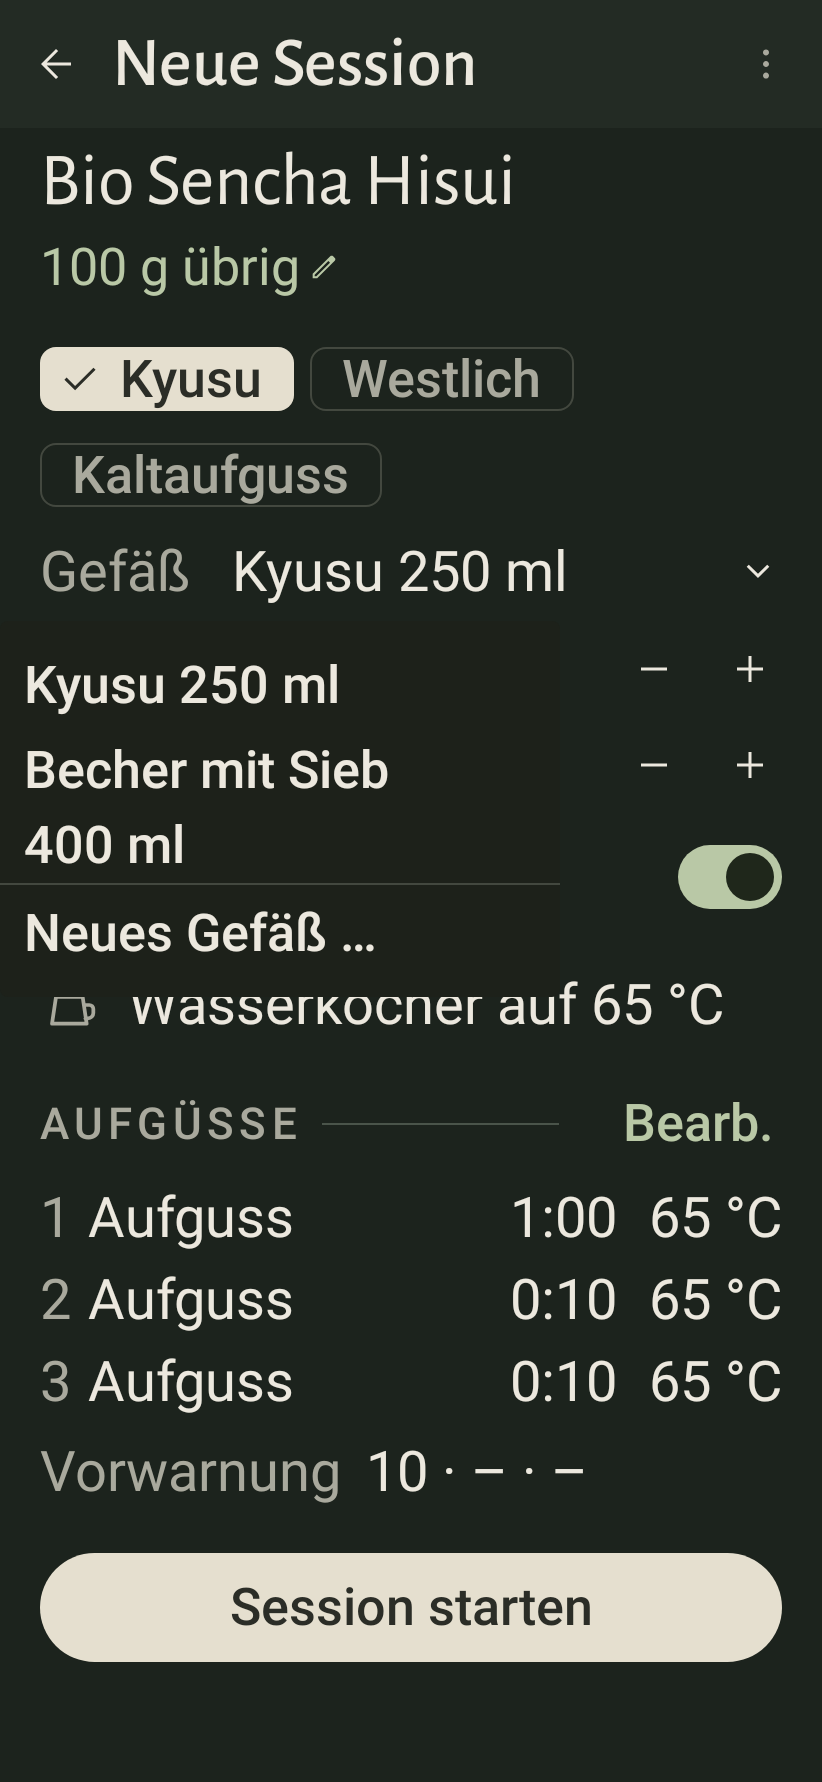 Neue Session
Bio Sencha Hisui
100 g übrig
Kyusu
Westlich
Kaltaufguss
Gefäß Kyusu 250 ml
Kyusu 250 ml
Becher mit Sieb
400 ml
Neues Gefäß ...
Wasserkocher auf 65 °C
AUFGÜSSE Bearb.
1 Aufguss 1:00 65 °C
2 Aufguss 0:10 65 °C
3 Aufguss 0:10 65 °C
Vorwarnung 10 · – · –
Session starten